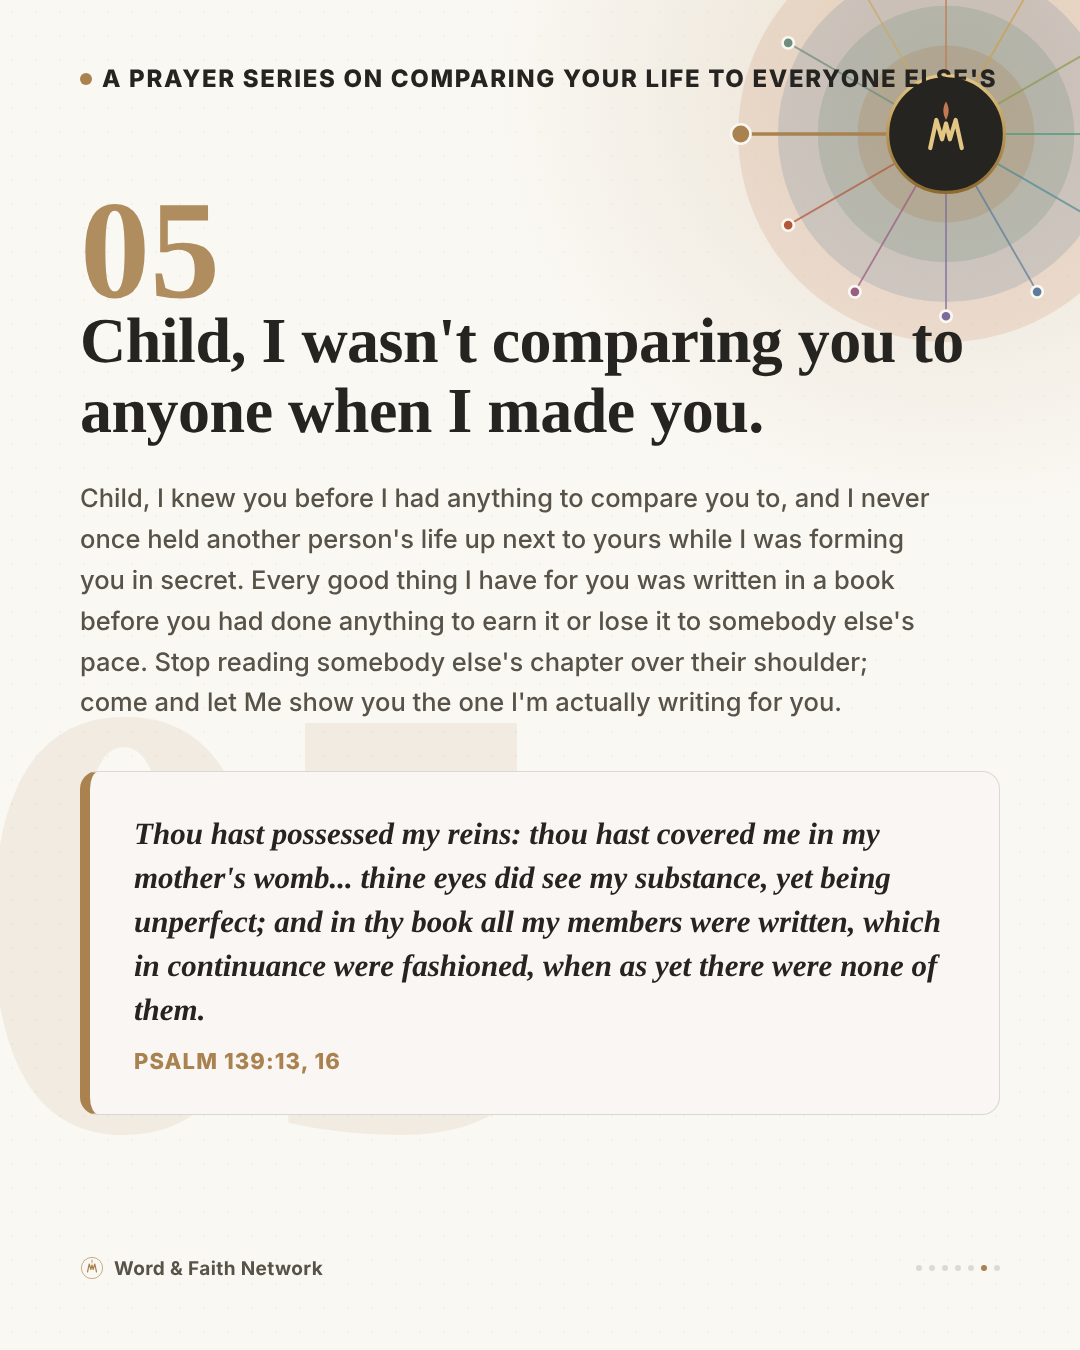 A PRAYER SERIES ON COMPARING YOUR LIFE TO EVERYONE ELSE'S
05
Child, I wasn't comparing you to
anyone when I made you.
Child, I knew you before I had anything to compare you to, and I never
once held another person's life up next to yours while I was forming
you in secret. Every good thing I have for you was written in a book
before you had done anything to earn it or lose it to somebody else's
pace. Stop reading somebody else's chapter over their shoulder;
come and let Me show you the one I'm actually writing for you.
Thou hast possessed my reins: thou hast covered me in my
mother's womb... thine eyes did see my substance, yet being
unperfect; and in thy book all my members were written, which
in continuance were fashioned, when as yet there were none of
them.
PSALM 139:13, 16
Word & Faith Network